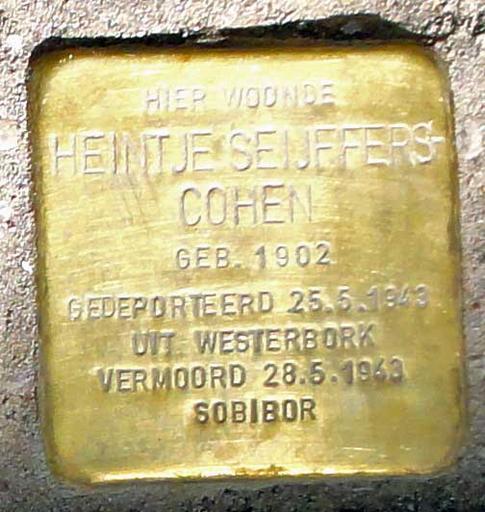 HIER WOONDE
HEINTJE SEIJFFERS-
COHEN
GEB. 1902
GEDEPORTEERD 25.5.1943
UIT WESTERBORK
VERMOORD 28.5.1943
SOBIBOR